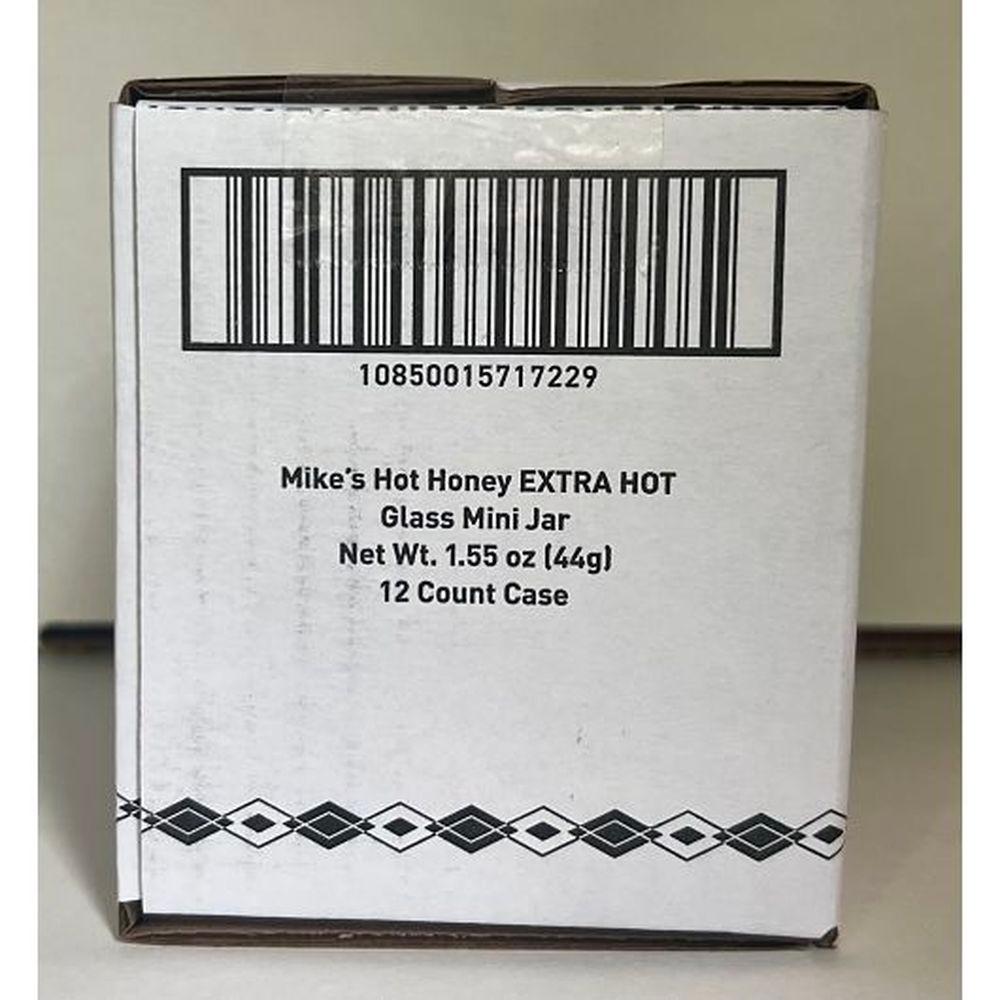 10850015717229
Mike's Hot Honey EXTRA HOT
Glass Mini Jar
Net Wt. 1.55 oz (44g)
12 Count Case